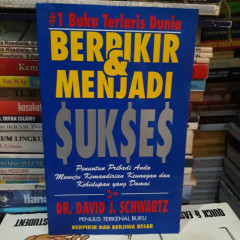 #1 Buku Terlaris Dunia
BERPIKIR
&
MENJADI
$UK$E$
Penuntun Pribadi Anda
Menuju Kemandirian Keuangan dan
Kehidupan yang Damai
DR. DAVID J. SCHWARTZ
PENULIS TERKENAL BUKU
BERPIKIR DAN BERJIWA BESAR